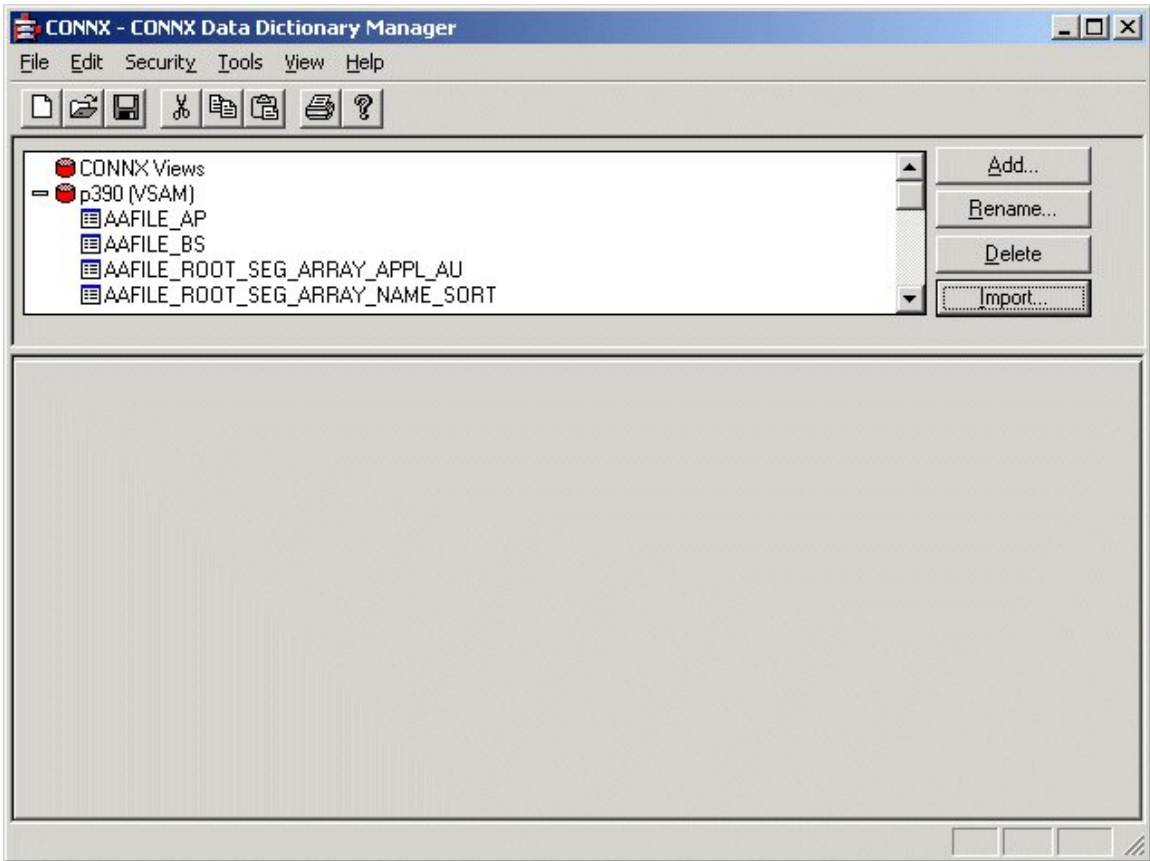 CONNX - CONNX Data Dictionary Manager
File Edit Security Tools View Help
CONNX Views
p390 (VSAM)
AAFILE_AP
AAFILE_BS
AAFILE_ROOT_SEG_ARRAY_APPL_AU
AAFILE_ROOT_SEG_ARRAY_NAME_SORT
Add...
Rename...
Delete
Import...